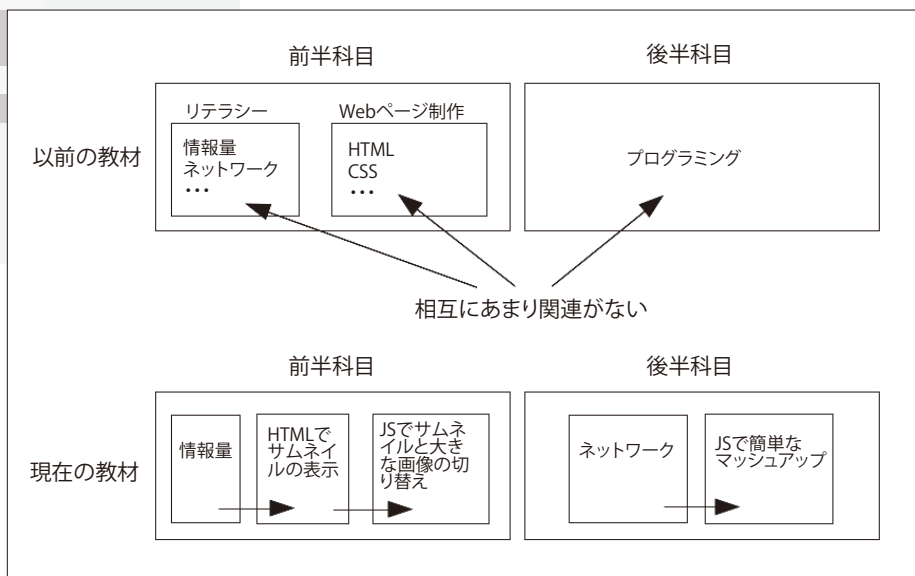 前半科目
後半科目
以前の教材
リテラシー
情報量
ネットワーク
・・・
Webページ制作
HTML
CSS
・・・
プログラミング
相互にあまり関連がない
前半科目
後半科目
現在の教材
情報量
HTMLで
サムネイ
ルの表示
JSでサムネ
イルと大き
な画像の切
り替え
ネットワーク
JSで簡単な
マッシュアップ